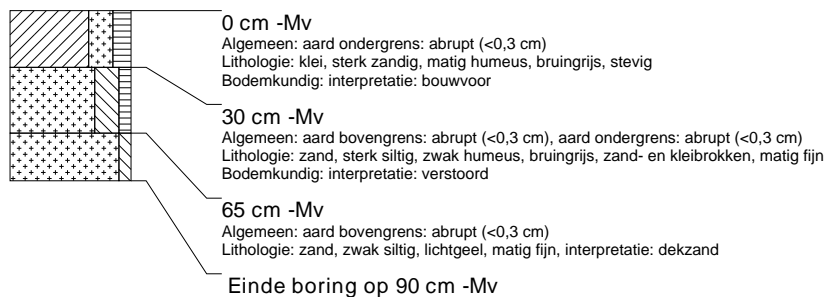 0 cm -Mv
Algemeen: aard ondergrens: abrupt (<0,3 cm)
Lithologie: klei, sterk zandig, matig humeus, bruingrijs, stevig
Bodemkundig: interpretatie: bouwvoor
30 cm -Mv
Algemeen: aard bovengrens: abrupt (<0,3 cm), aard ondergrens: abrupt (<0,3 cm)
Lithologie: zand, sterk siltig, zwak humeus, bruingrijs, zand- en kleibrokken, matig fijn
Bodemkundig: interpretatie: verstoord
65 cm -Mv
Algemeen: aard bovengrens: abrupt (<0,3 cm)
Lithologie: zand, zwak siltig, lichtgeel, matig fijn, interpretatie: dekzand
Einde boring op 90 cm -Mv